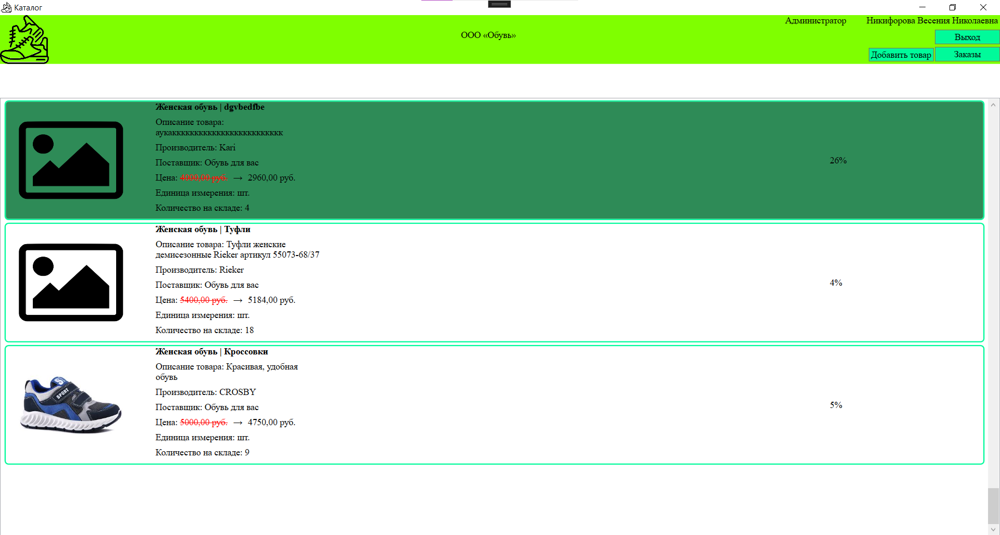 Каталог
Администратор Никифорова Весения Николаевна
ООО «Обувь»
Выход
Добавить товар Заказы
Женская обувь | dgvbedfbe
Описание товара:
аукаккккккккккккккккккккккккк
Производитель: Kari
Поставщик: Обувь для вас
26%
Цена: 4000,00 руб. → 2960,00 руб.
Единица измерения: шт.
Количество на складе: 4
Женская обувь | Туфли
Описание товара: Туфли женские
демисезонные Rieker артикул 55073-68/37
Производитель: Rieker
Поставщик: Обувь для вас
4%
Цена: 5400,00 руб. → 5184,00 руб.
Единица измерения: шт.
Количество на складе: 18
Женская обувь | Кроссовки
Описание товара: Красивая, удобная
обувь
Производитель: CROSBY
Поставщик: Обувь для вас
5%
Цена: 5000,00 руб. → 4750,00 руб.
Единица измерения: шт.
Количество на складе: 9
SPORT